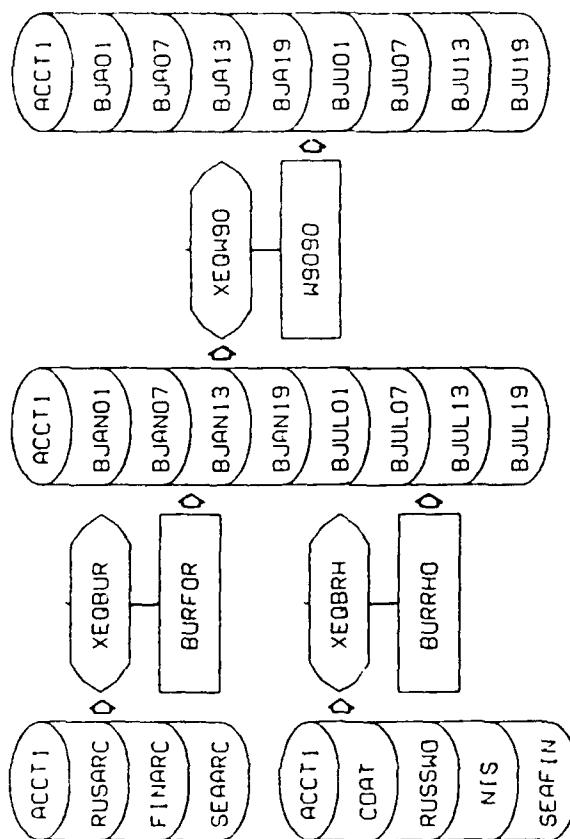 ACCT1
RUSARC
FINARC
SEAARC
XEQBUR
BURFOR
ACCT1
CDAT
RUSSWO
NIS
SEAFIN
XEQBRH
BURRHO
ACCT1
BJAN01
BJAN07
BJAN13
BJAN19
BJUL01
BJUL07
BJUL13
BJUL19
XEQW90
W9090
ACCT1
BJA01
BJA07
BJA13
BJA19
BJU01
BJU07
BJU13
BJU19